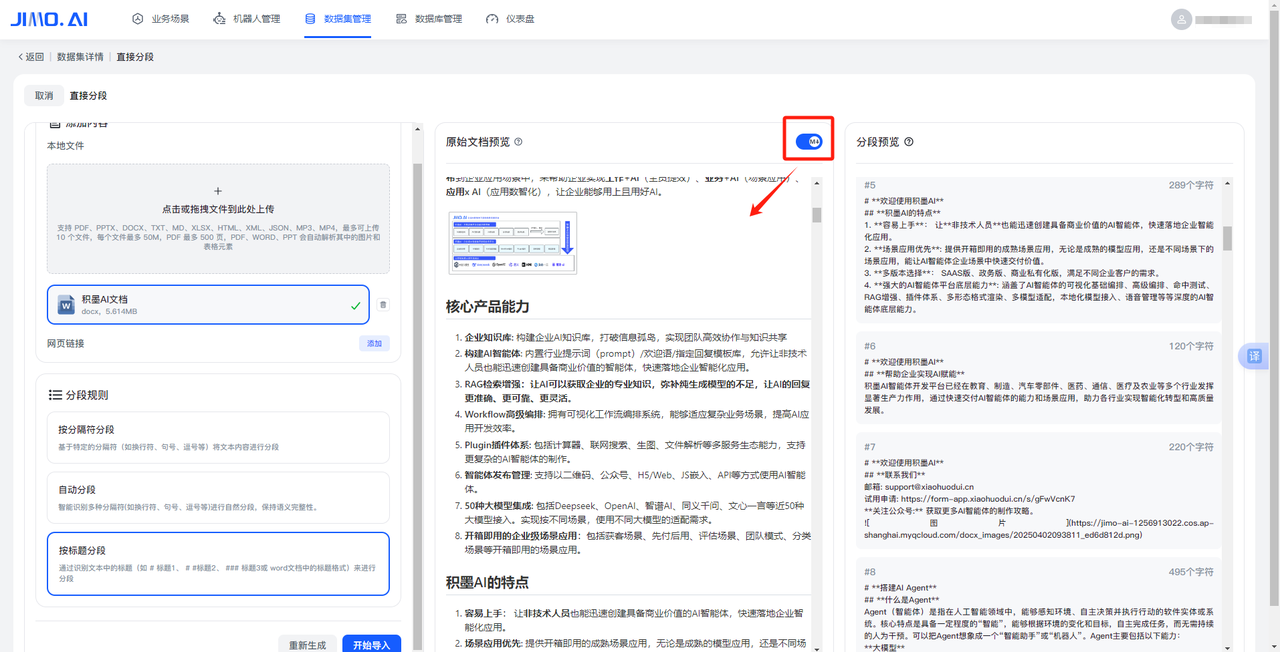 JIMO.AI
业务场景
机器人管理
数据集管理
数据库管理
仪表盘
返回 | 数据集详情 | 直接分段
取消
直接分段
添加内容
本地文件
点击或拖拽文件到此处上传
支持 PDF、PPTX、DOCX、TXT、MD、XLSX、HTML、XML、JSON、MP3、MP4，最多可上传
10 个文件，每个文件最多 50M，PDF 最多 500 页，PDF、WORD、PPT 会自动解析其中的图片和
表格元素
积墨AI文档
docx，5.614MB
网页链接
添加
分段规则
按分隔符分段
基于特定的分隔符（如换行符、句号、逗号等）将文本内容进行分段
自动分段
智能识别多种分隔符(如换行符、句号、逗号等)进行自然分段，保持语义完整性。
按标题分段
通过识别文本中的标题（如 # 标题1、 # #标题2、 ### 标题3或 word文档中的标题格式）来进行
分段
重新生成
开始导入
原始文档预览
M
布到企业应用场景中，来帮助企业实现工作+AI（全员提效）、业务+AI（场景应用）、
应用x AI（应用数智化），让企业能够用上且用好AI。
JIMO AI
核心产品能力
1. 企业知识库: 构建企业AI知识库，打破信息孤岛，实现团队高效协作与知识共享
2. 构建AI智能体: 内置行业提示词（prompt）/欢迎语/指定回复模板库，允许让非技术
人员也能迅速创建具备商业价值的智能体，快速落地企业智能化应用。
3. RAG检索增强：让AI可以获取企业的专业知识，弥补纯生成模型的不足，让AI的回复
更准确、更可靠、更灵活。
4. Workflow高级编排: 拥有可视化工作流编排系统，能够适应复杂业务场景，提高AI应
用开发效率。
5. Plugin插件体系: 包括计算器、联网搜索、生图、文件解析等多服务生态能力，支持
更复杂的AI智能体的制作。
6. 智能体发布管理: 支持以二维码、公众号、H5/Web、JS嵌入、API等方式使用AI智能
体。
7. 50种大模型集成: 包括Deepseek、OpenAI、智谱AI、同义千问、文心一言等近50种
大模型接入。实现按不同场景，使用不同大模型的适配需求。
8. 开箱即用的企业级场景应用：包括获客场景、先付后用、评估场景、团队模式、分类
场景等开箱即用的场景应用。
积墨AI的特点
1. 容易上手： 让非技术人员也能迅速创建具备商业价值的AI智能体，快速落地企业智
能化应用。
2. 场景应用优先: 提供开箱即用的成熟场景应用，无论是成熟的模型应用，还是不同场
分段预览
#5
289个字符
# **欢迎使用积墨AI**
## **积墨AI的特点**
1. **容易上手**： 让**非技术人员**也能迅速创建具备商业价值的AI智能体，快速落地企业智能
化应用。
2. **场景应用优先**: 提供开箱即用的成熟场景应用，无论是成熟的模型应用，还是不同场景下的
场景应用，能让AI智能体企业场景中快速交付价值。
3. **多版本选择**： SAAS版、政务版、商业私有化版，满足不同企业客户的需求。
4. **强大的AI智能体平台底层能力**: 涵盖了AI智能体的可视化基础编排、高级编排、命中测试、
RAG增强、插件体系、多形态格式渲染、多模型适配，本地化模型接入、语音管理等等深度的AI智
能体底层能力。
#6
120个字符
# **欢迎使用积墨AI**
## **帮助企业实现AI赋能**
积墨AI智能体开发平台已经在教育、制造、汽车零部件、医药、通信、医疗及农业等多个行业发挥
显著生产力作用，通过快速交付AI智能体的能力和场景应用，助力各行业实现智能化转型和高质量
发展。
#7
220个字符
# **欢迎使用积墨AI**
## **联系我们**
邮箱: support@xiaohuodui.cn
试用申请: https://form-app.xiaohuodui.cn/s/gFwVcnK7
**关注公众号:** 获取更多AI智能体的制作攻略。
![ 图 片 ](https://jimo-ai-1256913022.cos.ap-
shanghai.myqcloud.com/docx_images/20250402093811_ed6d812d.png)
#8
495个字符
# **搭建AI Agent**
## **什么是Agent**
Agent（智能体）是指在人工智能领域中，能够感知环境、自主决策并执行行动的软件实体或系
统。核心特点是具备一定程度的“智能”，能够根据环境的变化和目标，自主完成任务，而无需持续
的人为干预。可以把Agent想象成一个“智能助手”或“机器人”。Agent主要包括以下能力：
**大模型**
译